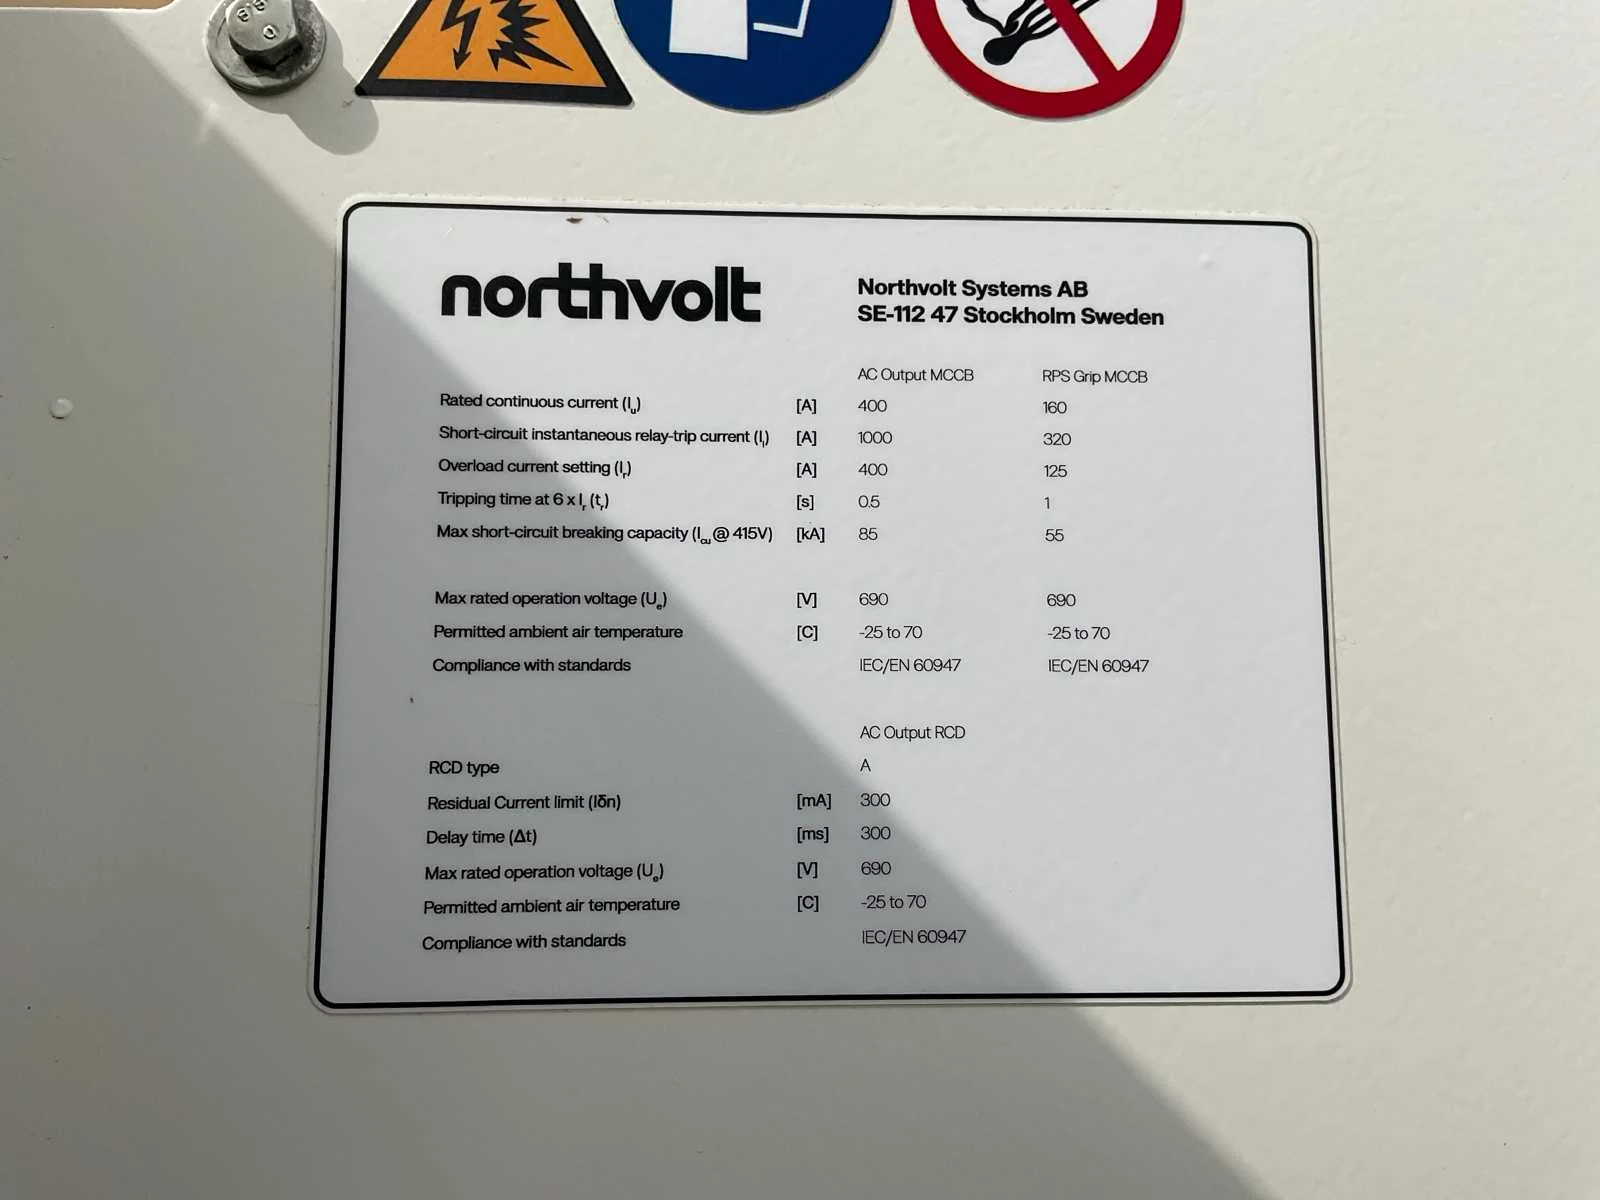 northvolt
Northvolt Systems AB
SE-112 47 Stockholm Sweden
AC Output MCCB RPS Grip MCCB
Rated continuous current (Iu) [A] 400 160
Short-circuit instantaneous relay-trip current (Ii) [A] 1000 320
Overload current setting (Ir) [A] 400 125
Tripping time at 6 x Ir (tr) [s] 0.5 1
Max short-circuit breaking capacity (Icu @ 415V) [kA] 85 55
Max rated operation voltage (Ue) [V] 690 690
Permitted ambient air temperature [C] -25 to 70 -25 to 70
Compliance with standards IEC/EN 60947 IEC/EN 60947
AC Output RCD
RCD type A
Residual Current limit (Iδn) [mA] 300
Delay time (Δt) [ms] 300
Max rated operation voltage (Ue) [V] 690
Permitted ambient air temperature [C] -25 to 70
Compliance with standards IEC/EN 60947